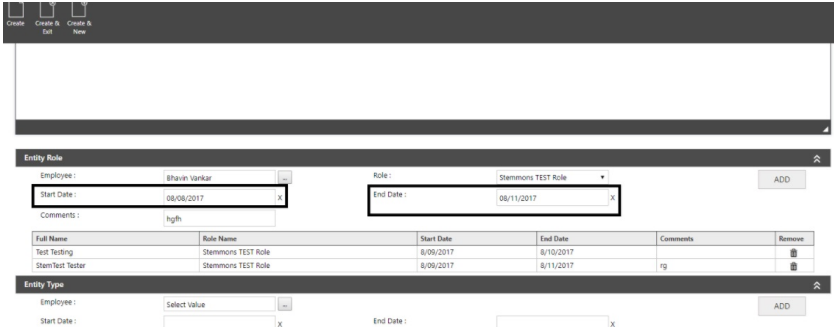 Create Create & Exit Create & New
Entity Role
Employee : Bhavin Vankar ... Role : Stemmons TEST Role ADD
Start Date : 08/08/2017 X End Date : 08/11/2017 X
Comments : hgfh
Full Name Role Name Start Date End Date Comments Remove
Test Testing Stemmons TEST Role 8/09/2017 8/10/2017
StemTest Tester Stemmons TEST Role 8/09/2017 8/11/2017 rg
Entity Type
Employee : Select Value ... ADD
Start Date : X End Date : X